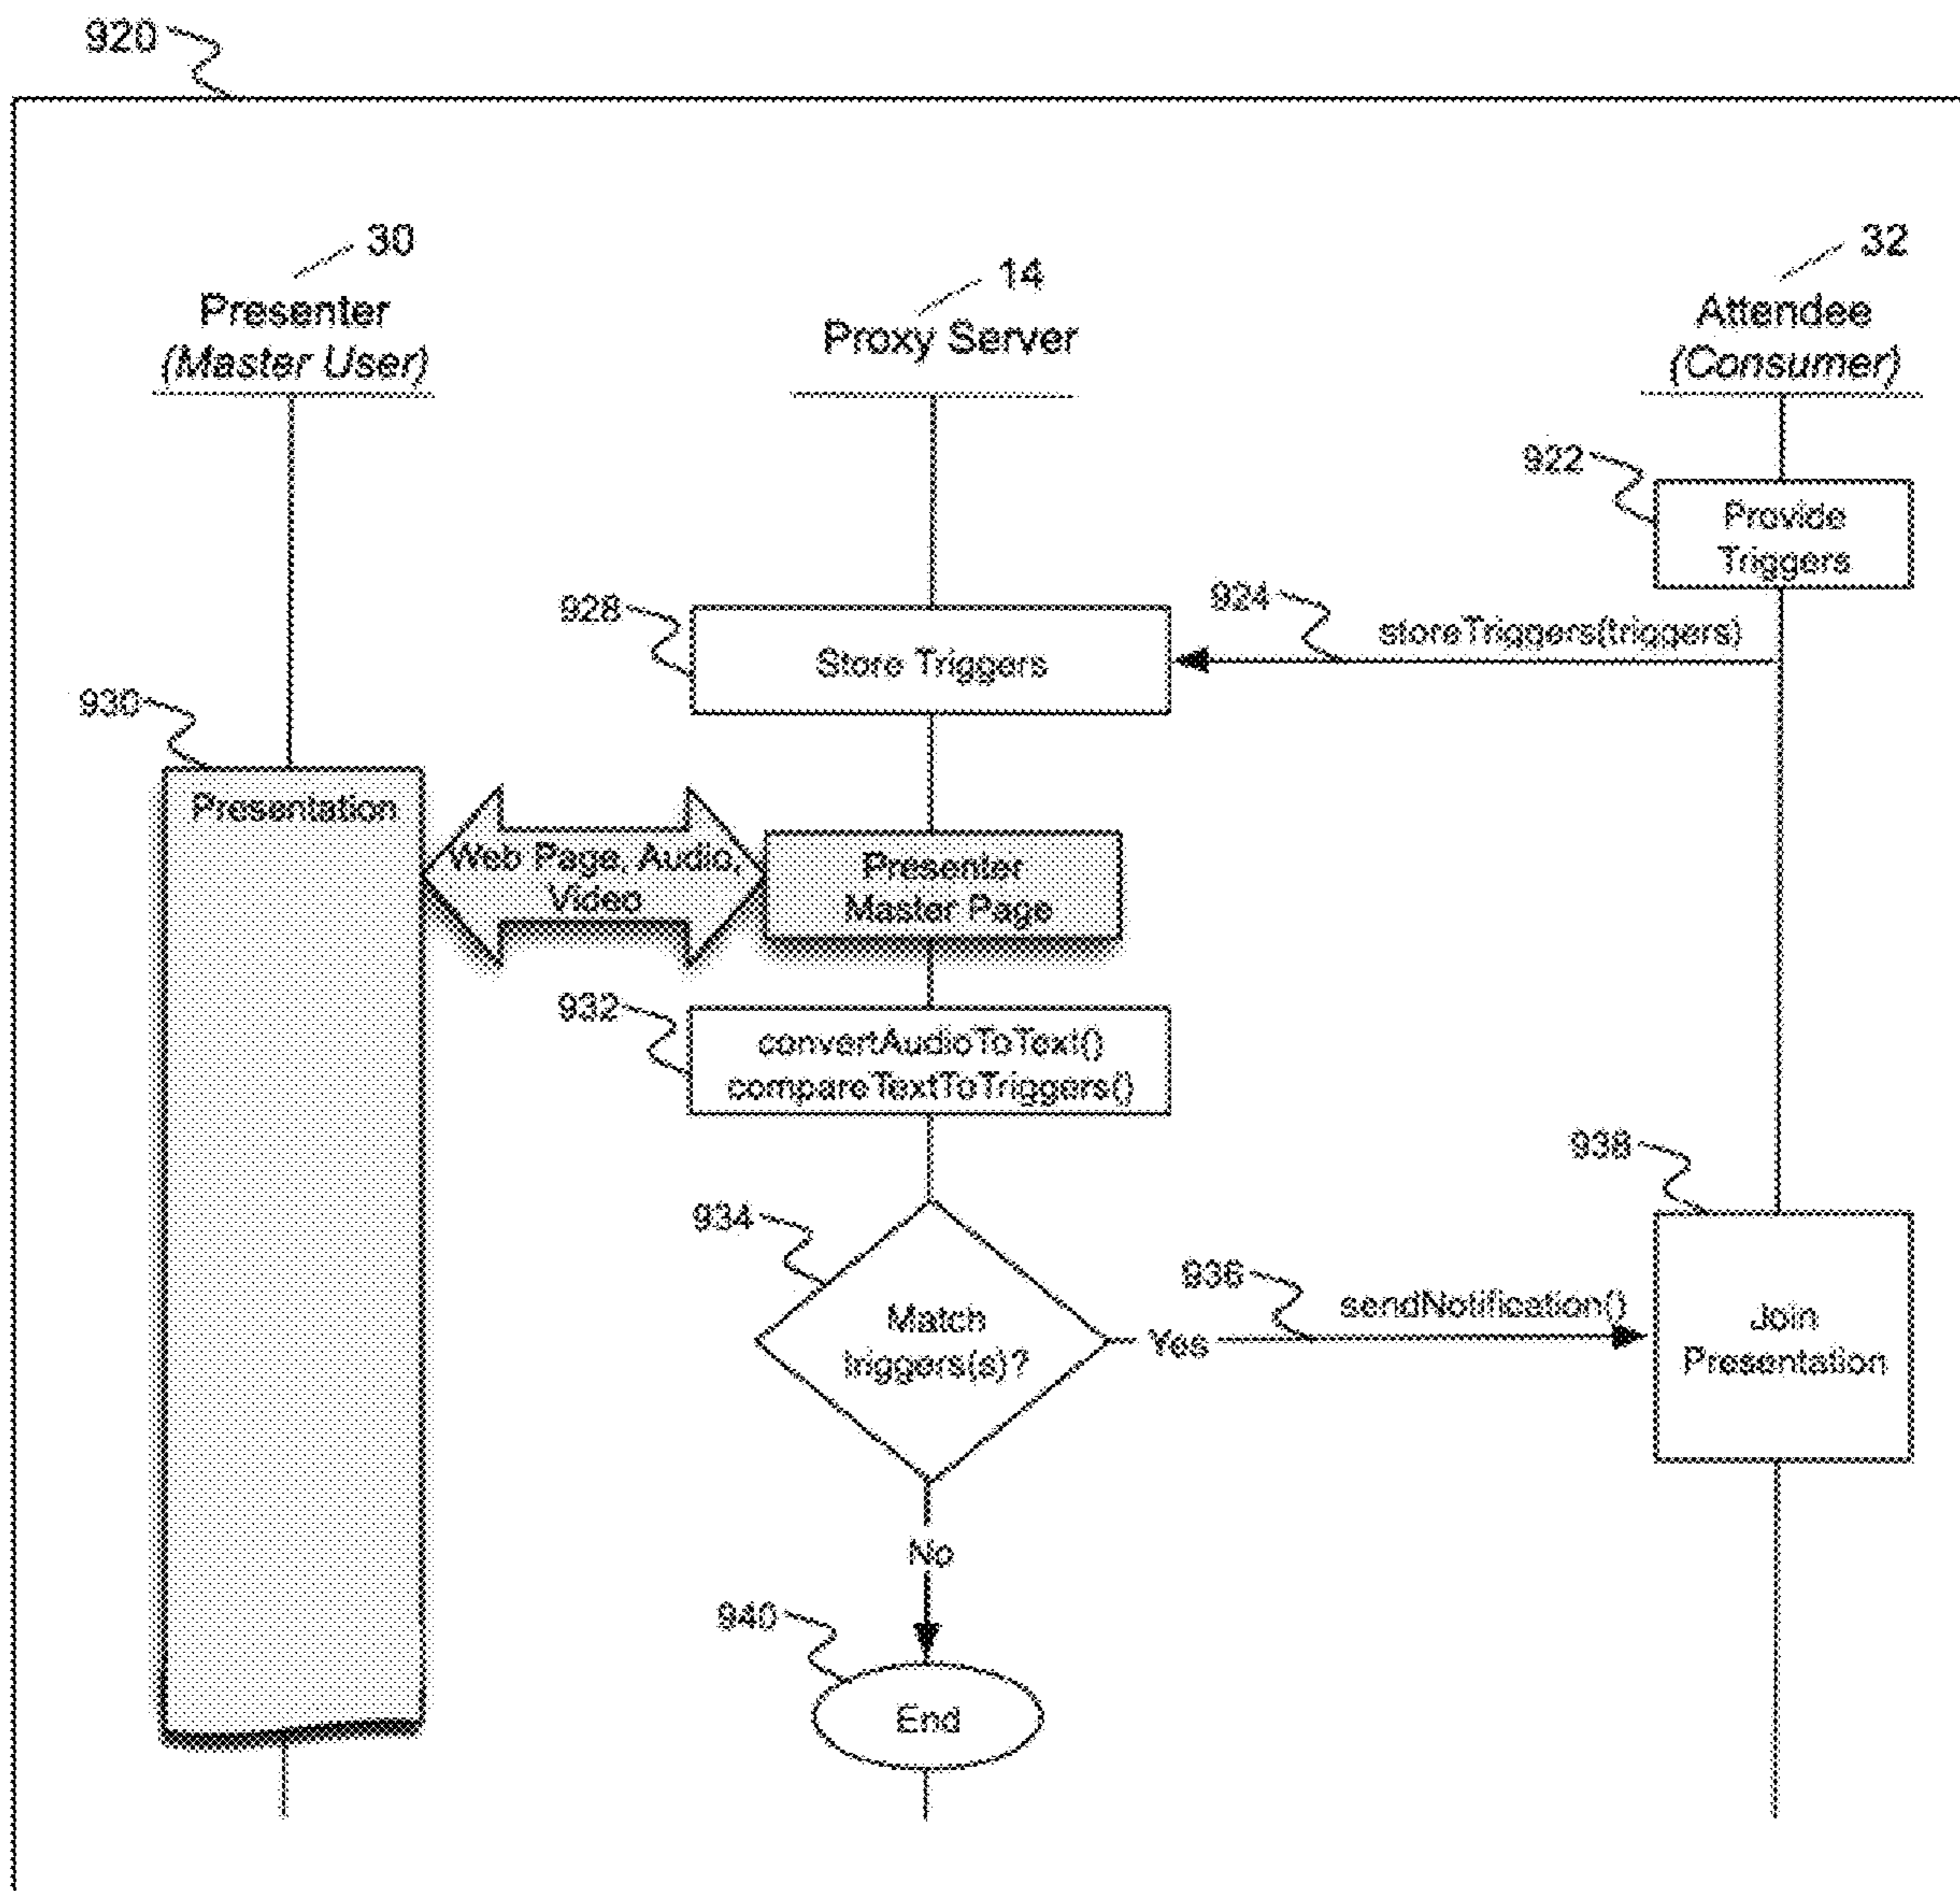 920
30
Presenter
(Master User)
14
Proxy Server
32
Attendee
(Consumer)
922
Provide
Triggers
924
storeTriggers(triggers)
928
Store Triggers
930
Presentation
Web Page, Audio,
Video
Presenter
Master Page
932
convertAudioToText()
compareTextToTriggers()
934
Match
triggers(s)?
Yes
936
sendNotification()
938
Join
Presentation
No
940
End